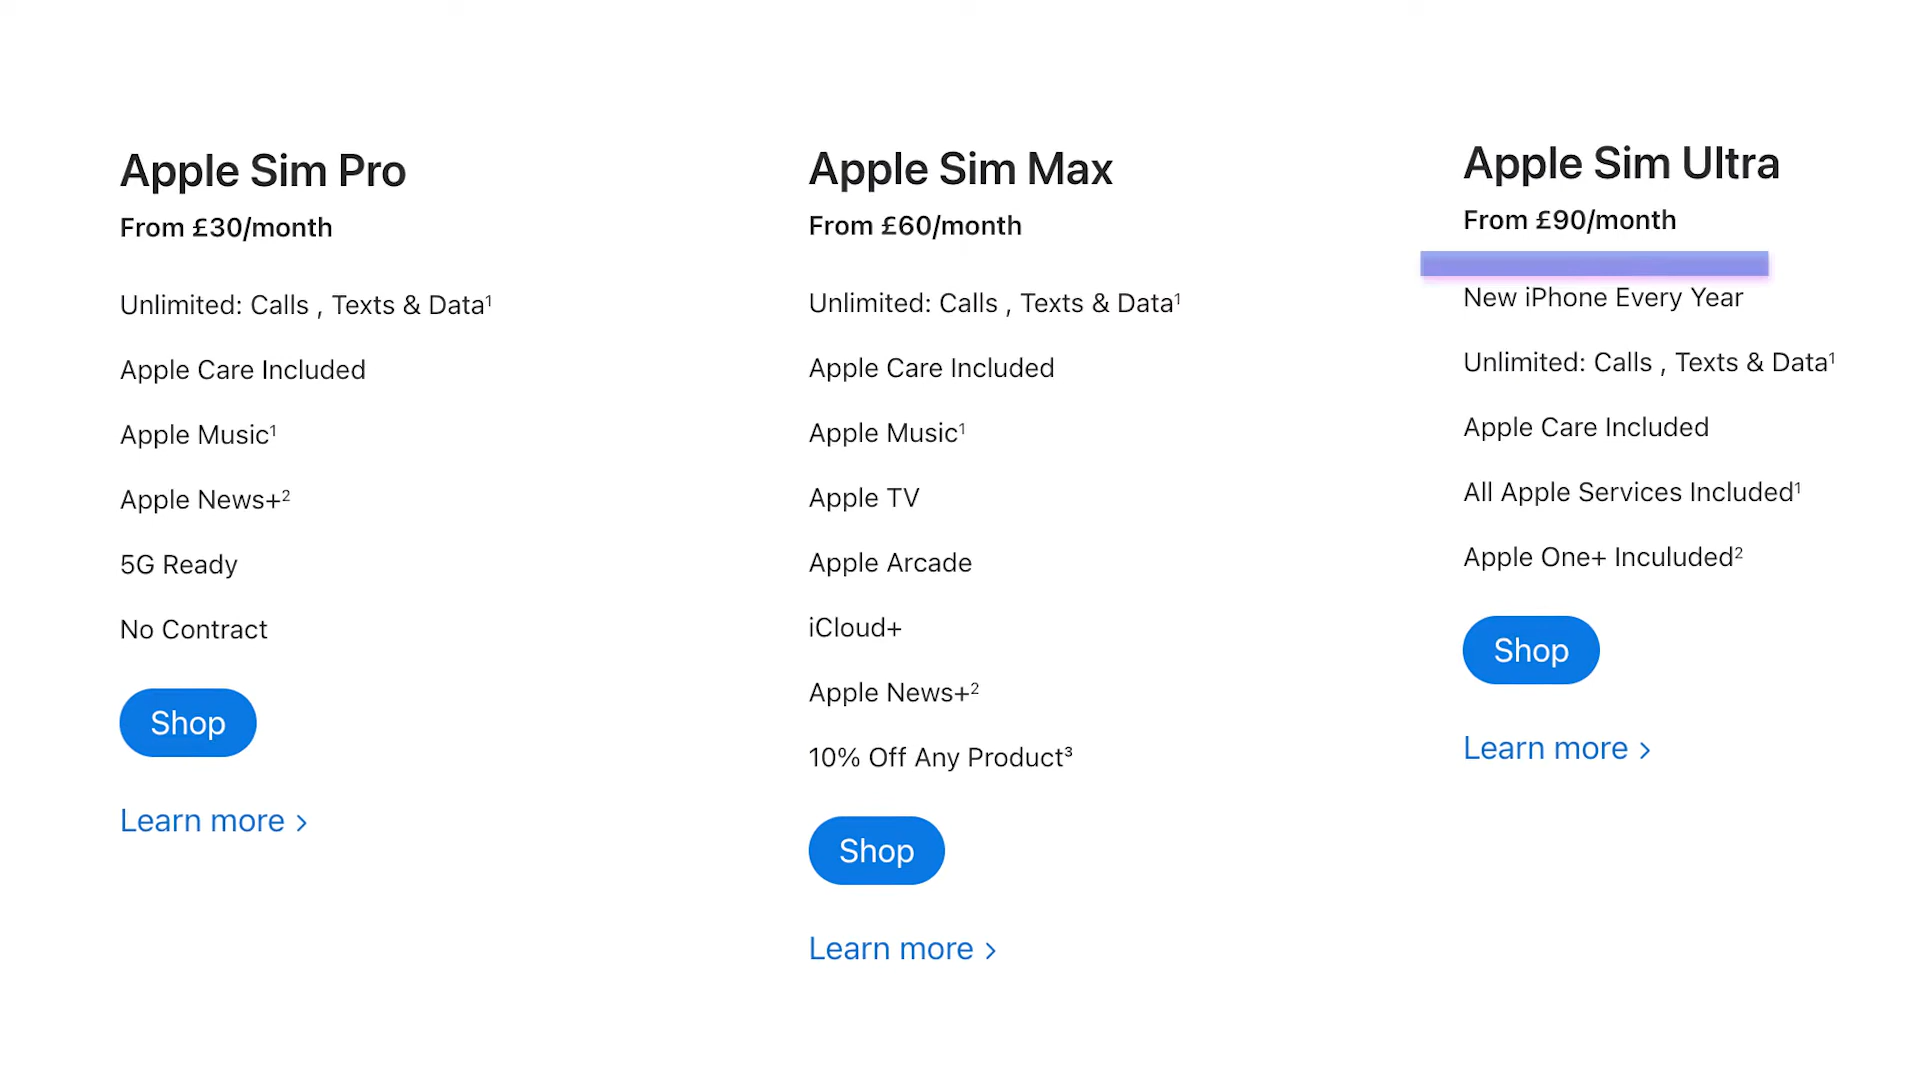 Apple Sim Pro
From £30/month
Unlimited: Calls , Texts & Data¹
Apple Care Included
Apple Music¹
Apple News+²
5G Ready
No Contract
Shop
Learn more >
Apple Sim Max
From £60/month
Unlimited: Calls , Texts & Data¹
Apple Care Included
Apple Music¹
Apple TV
Apple Arcade
iCloud+
Apple News+²
10% Off Any Product³
Shop
Learn more >
Apple Sim Ultra
From £90/month
New iPhone Every Year
Unlimited: Calls , Texts & Data¹
Apple Care Included
All Apple Services Included¹
Apple One+ Inculuded²
Shop
Learn more >